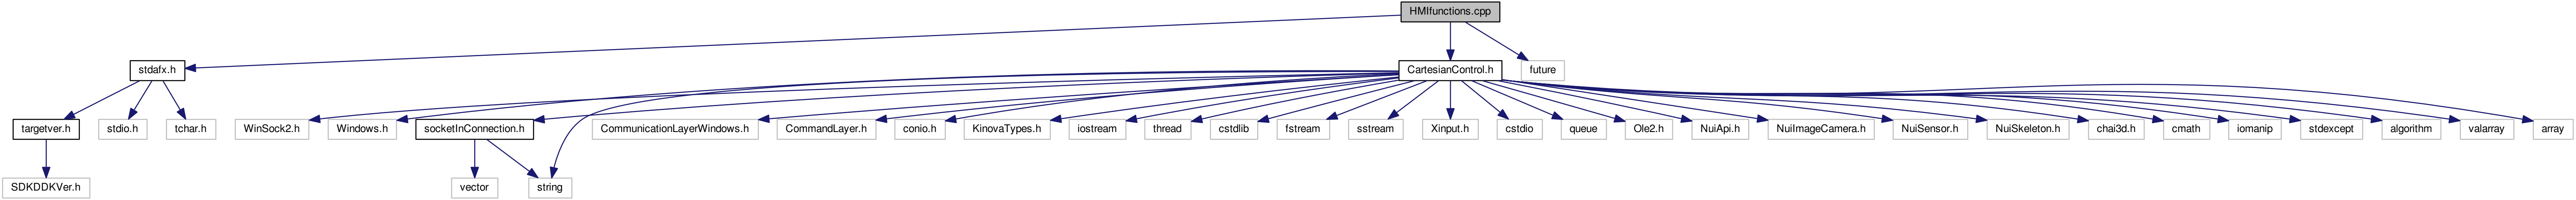 HMIfunctions.cpp
stdafx.h
CartesianControl.h
future
targetver.h
stdio.h
tchar.h
WinSock2.h
Windows.h
socketInConnection.h
CommunicationLayerWindows.h
CommandLayer.h
conio.h
KinovaTypes.h
iostream
thread
cstdlib
fstream
sstream
Xinput.h
cstdio
queue
Ole2.h
NuiApi.h
NuiImageCamera.h
NuiSensor.h
NuiSkeleton.h
chai3d.h
cmath
iomanip
stdexcept
algorithm
valarray
array
SDKDDKVer.h
vector
string